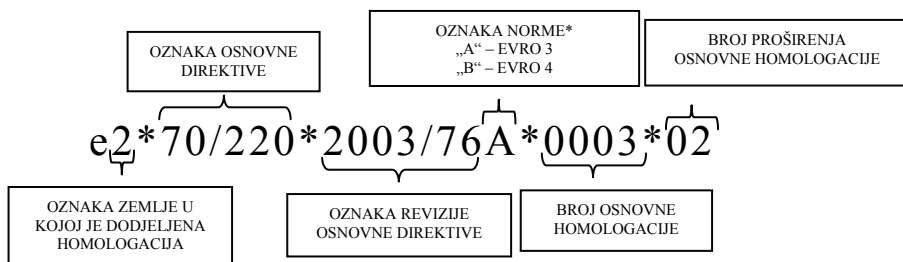 OZNAKA OSNOVNE
DIREKTIVE
OZNAKA NORME*
„A“ – EVRO 3
„B“ – EVRO 4
BROJ PROŠIRENJA
OSNOVNE HOMOLOGACIJE
e2*70/220*2003/76A*0003*02
OZNAKA ZEMLJE U
KOJOJ JE DODJELJENA
HOMOLOGACIJA
OZNAKA REVIZIJE
OSNOVNE DIREKTIVE
BROJ OSNOVNE
HOMOLOGACIJE